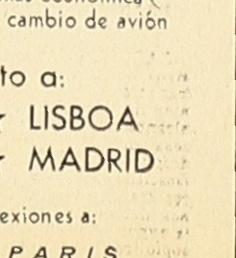 cambio de avión
to a:
LISBOA
MADRID
exiones a:
PARIS